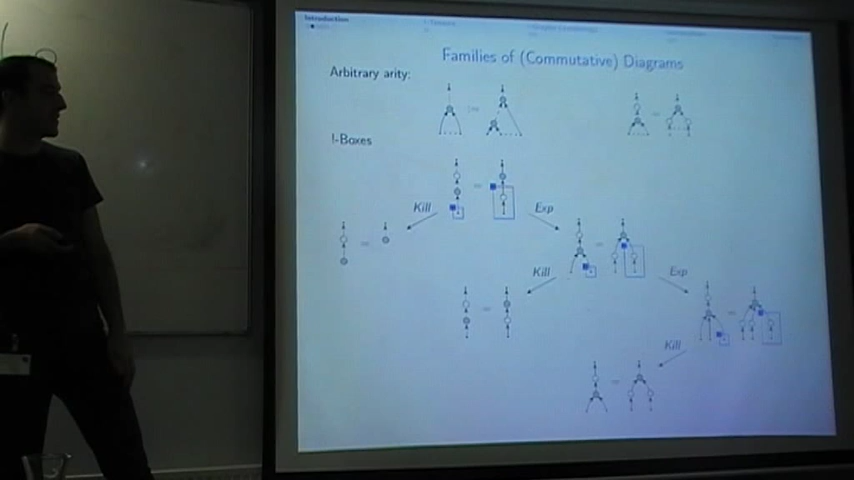 Introduction
Families of (Commutative) Diagrams
Arbitrary arity:
!-Boxes
Kill
Exp
Kill
Exp
Kill